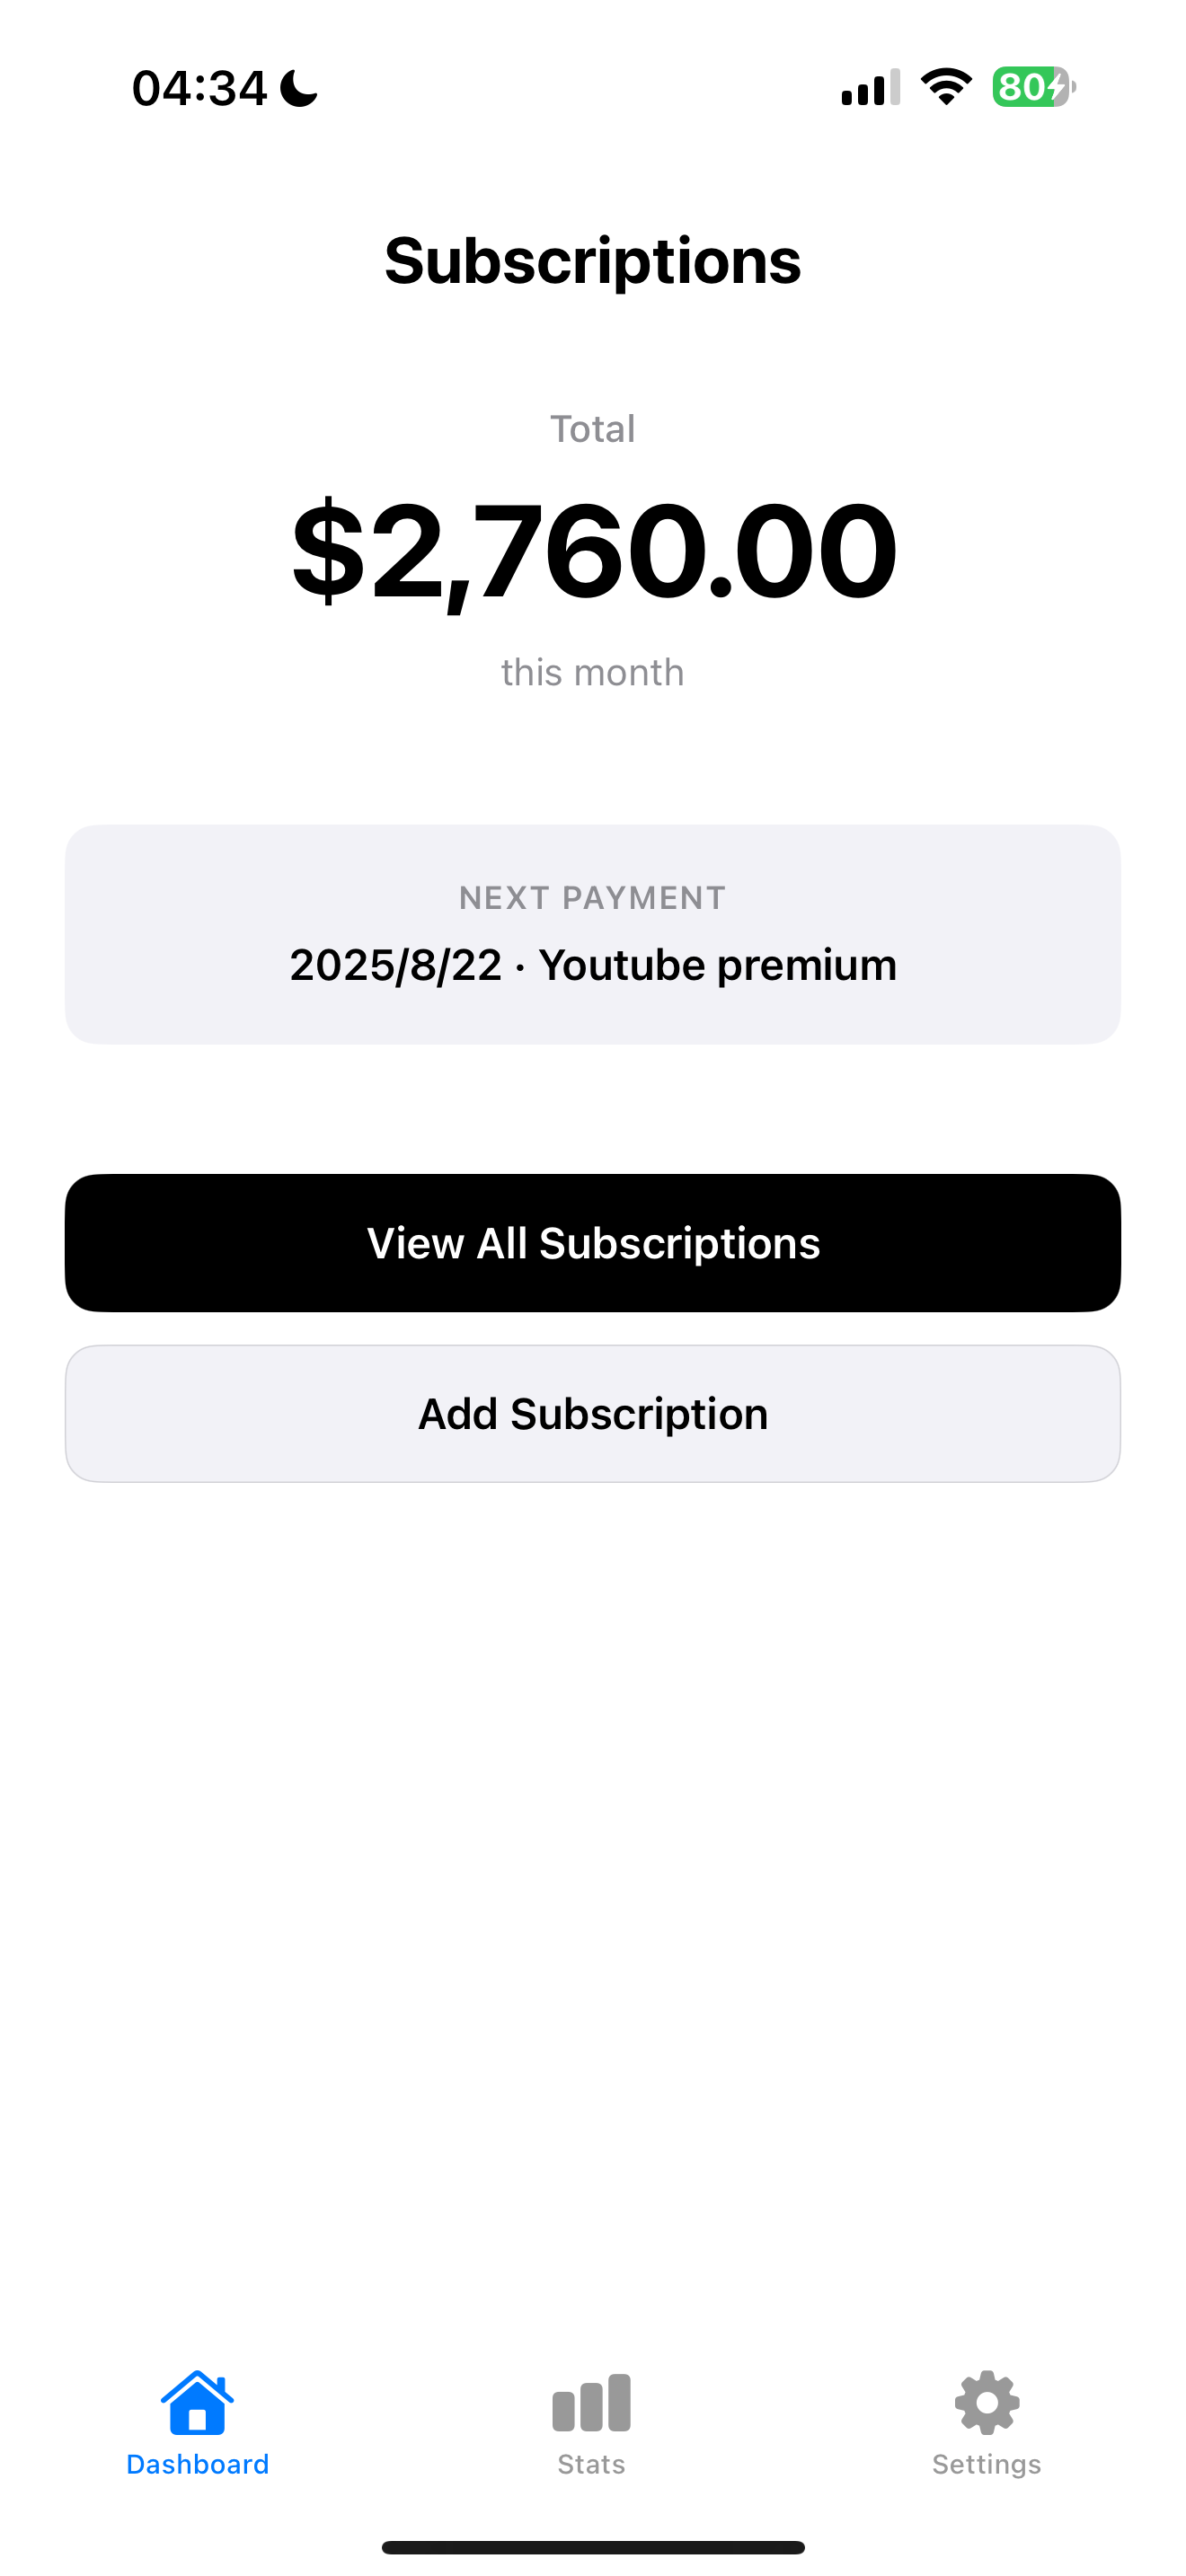 04:34
80
Subscriptions
Total
$2,760.00
this month
NEXT PAYMENT
2025/8/22 · Youtube premium
View All Subscriptions
Add Subscription
Dashboard
Stats
Settings